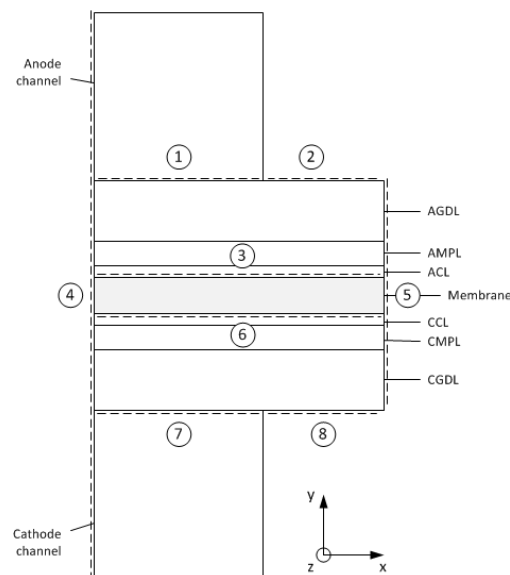 Anode
channel
1
2
AGDL
3
AMPL
ACL
4
5
Membrane
CCL
6
CMPL
CGDL
7
8
y
Cathode
channel
z
x